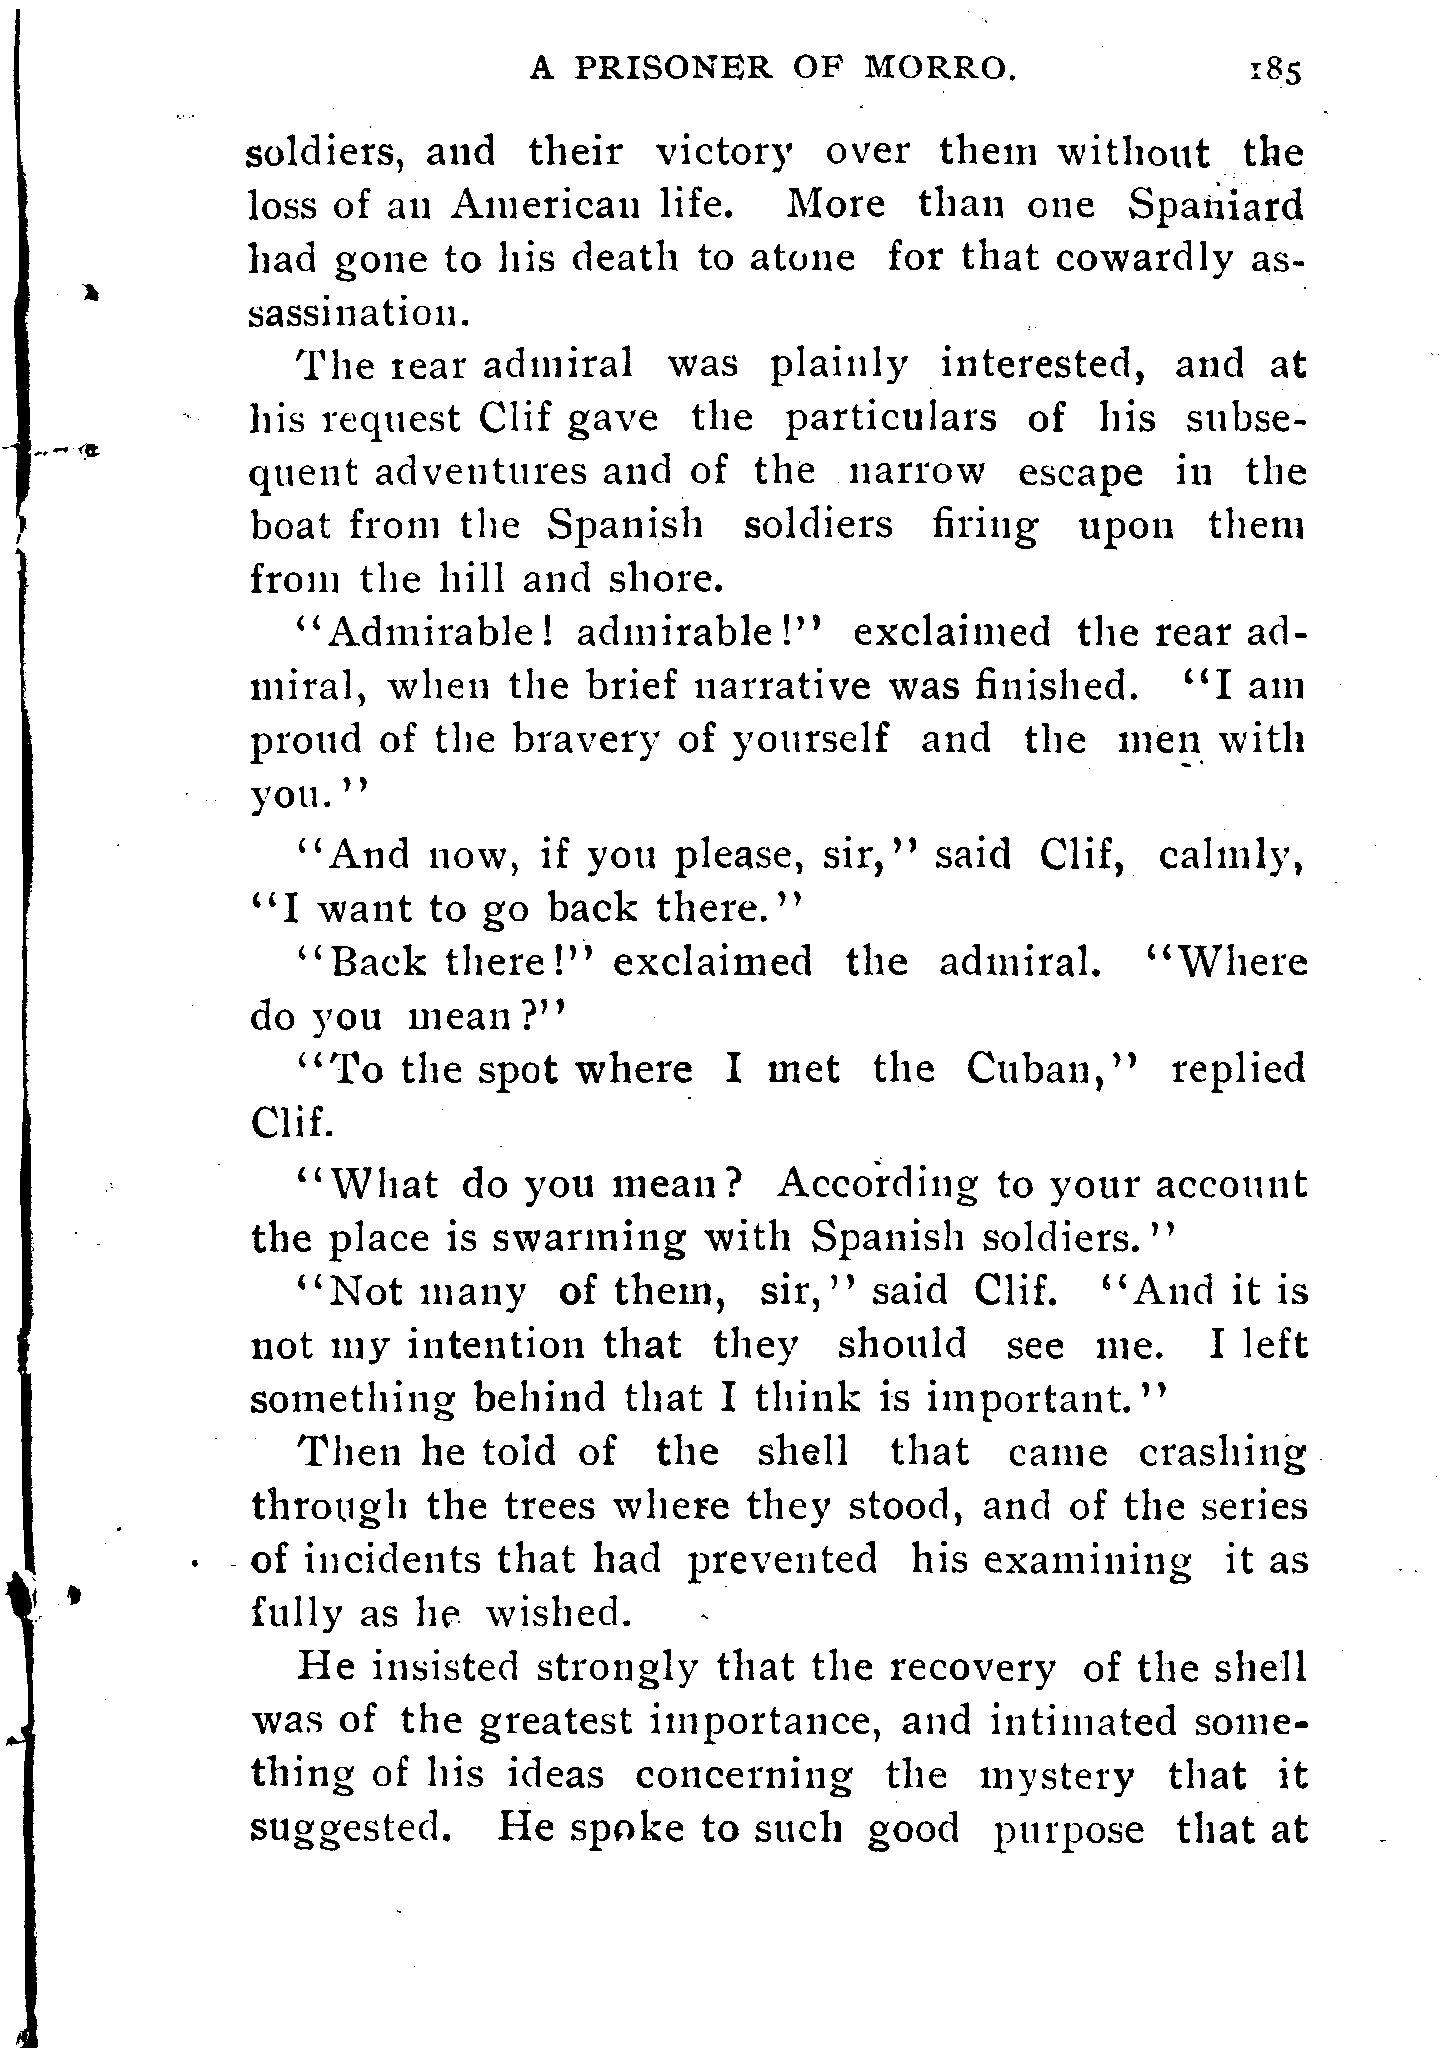 A PRISONER OF MORRO. 185
soldiers, and their victory over them without the
loss of an American life. More than one Spaniard
had gone to his death to atone for that cowardly as-
sassination.
The rear admiral was plainly interested, and at
his request Clif gave the particulars of his subse-
quent adventures and of the narrow escape in the
boat from the Spanish soldiers firing upon them
from the hill and shore.
"Admirable! admirable!" exclaimed the rear ad-
miral, when the brief narrative was finished. "I am
proud of the bravery of yourself and the men with
you."
"And now, if you please, sir," said Clif, calmly,
"I want to go back there."
"Back there!" exclaimed the admiral. "Where
do you mean?"
"To the spot where I met the Cuban," replied
Clif.
"What do you mean? According to your account
the place is swarming with Spanish soldiers."
"Not many of them, sir," said Clif. "And it is
not my intention that they should see me. I left
something behind that I think is important."
Then he told of the shell that came crashing
through the trees where they stood, and of the series
of incidents that had prevented his examining it as
fully as he wished.
He insisted strongly that the recovery of the shell
was of the greatest importance, and intimated some-
thing of his ideas concerning the mystery that it
suggested. He spoke to such good purpose that at